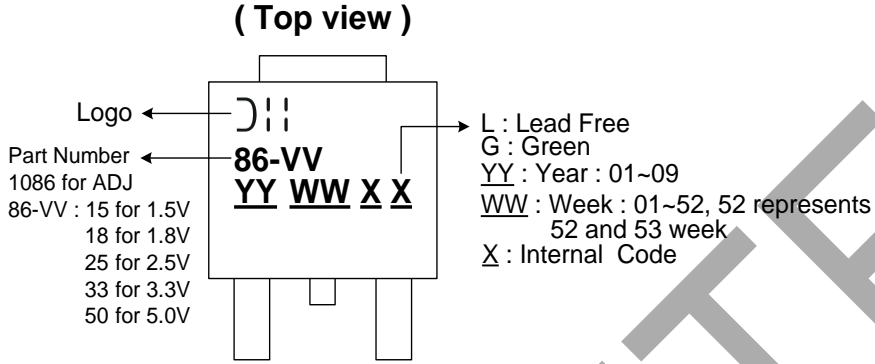 ( Top view )
Logo
Part Number
1086 for ADJ
86-VV : 15 for 1.5V
18 for 1.8V
25 for 2.5V
33 for 3.3V
50 for 5.0V
86-VV
YY WW X X
L : Lead Free
G : Green
YY : Year : 01~09
WW : Week : 01~52, 52 represents
52 and 53 week
X : Internal Code